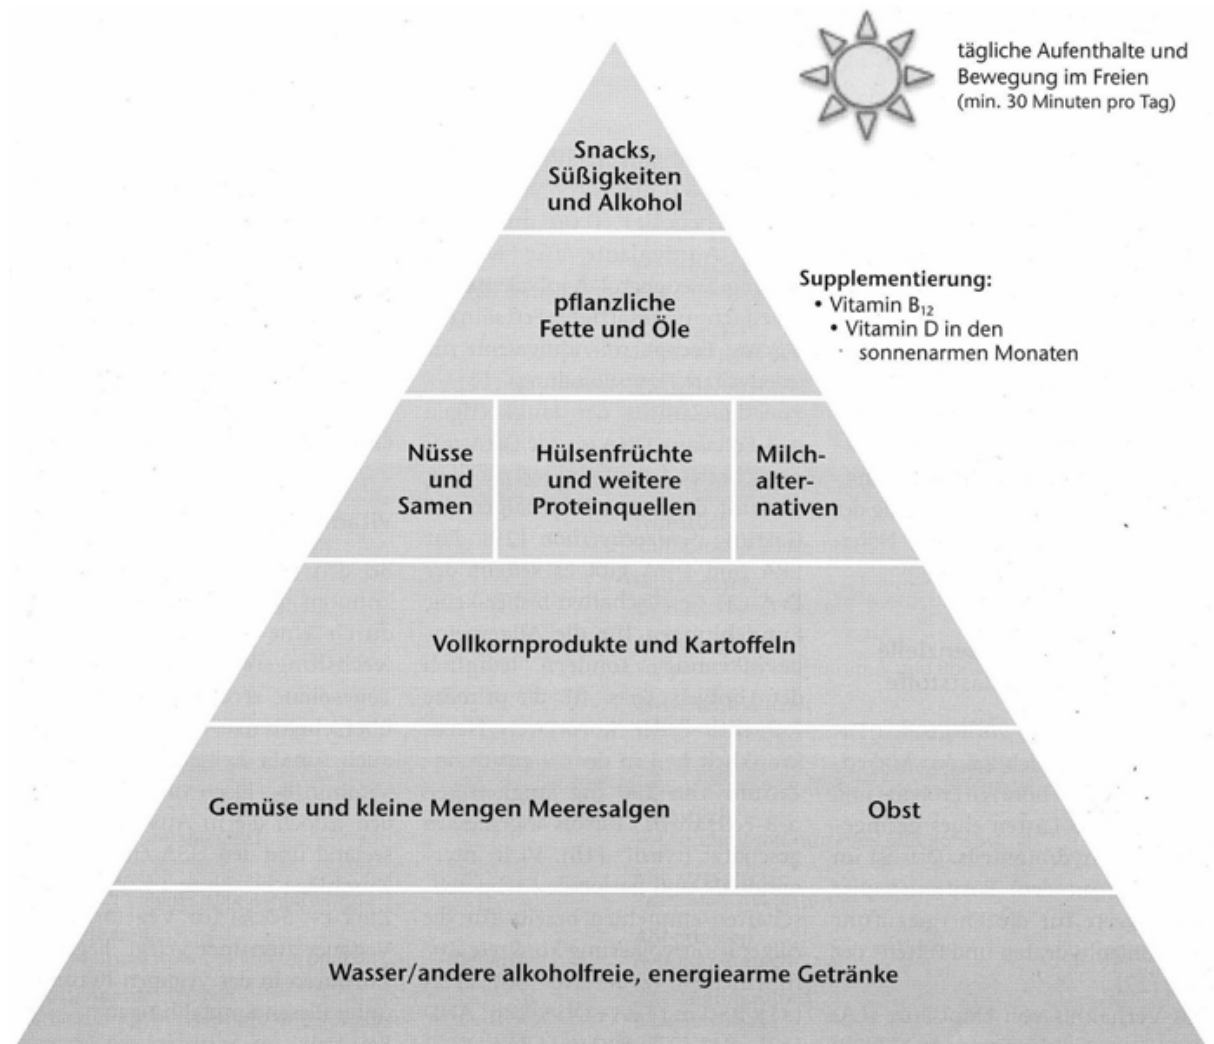 tägliche Aufenthalte und
Bewegung im Freien
(min. 30 Minuten pro Tag)
Snacks,
Süßigkeiten
und Alkohol
Supplementierung:
• Vitamin B₁₂
• Vitamin D in den
sonnenarmen Monaten
pflanzliche
Fette und Öle
Nüsse
und
Samen
Hülsenfrüchte
und weitere
Proteinquellen
Milch-
alter-
nativen
Vollkornprodukte und Kartoffeln
Gemüse und kleine Mengen Meeresalgen
Obst
Wasser/andere alkoholfreie, energiearme Getränke